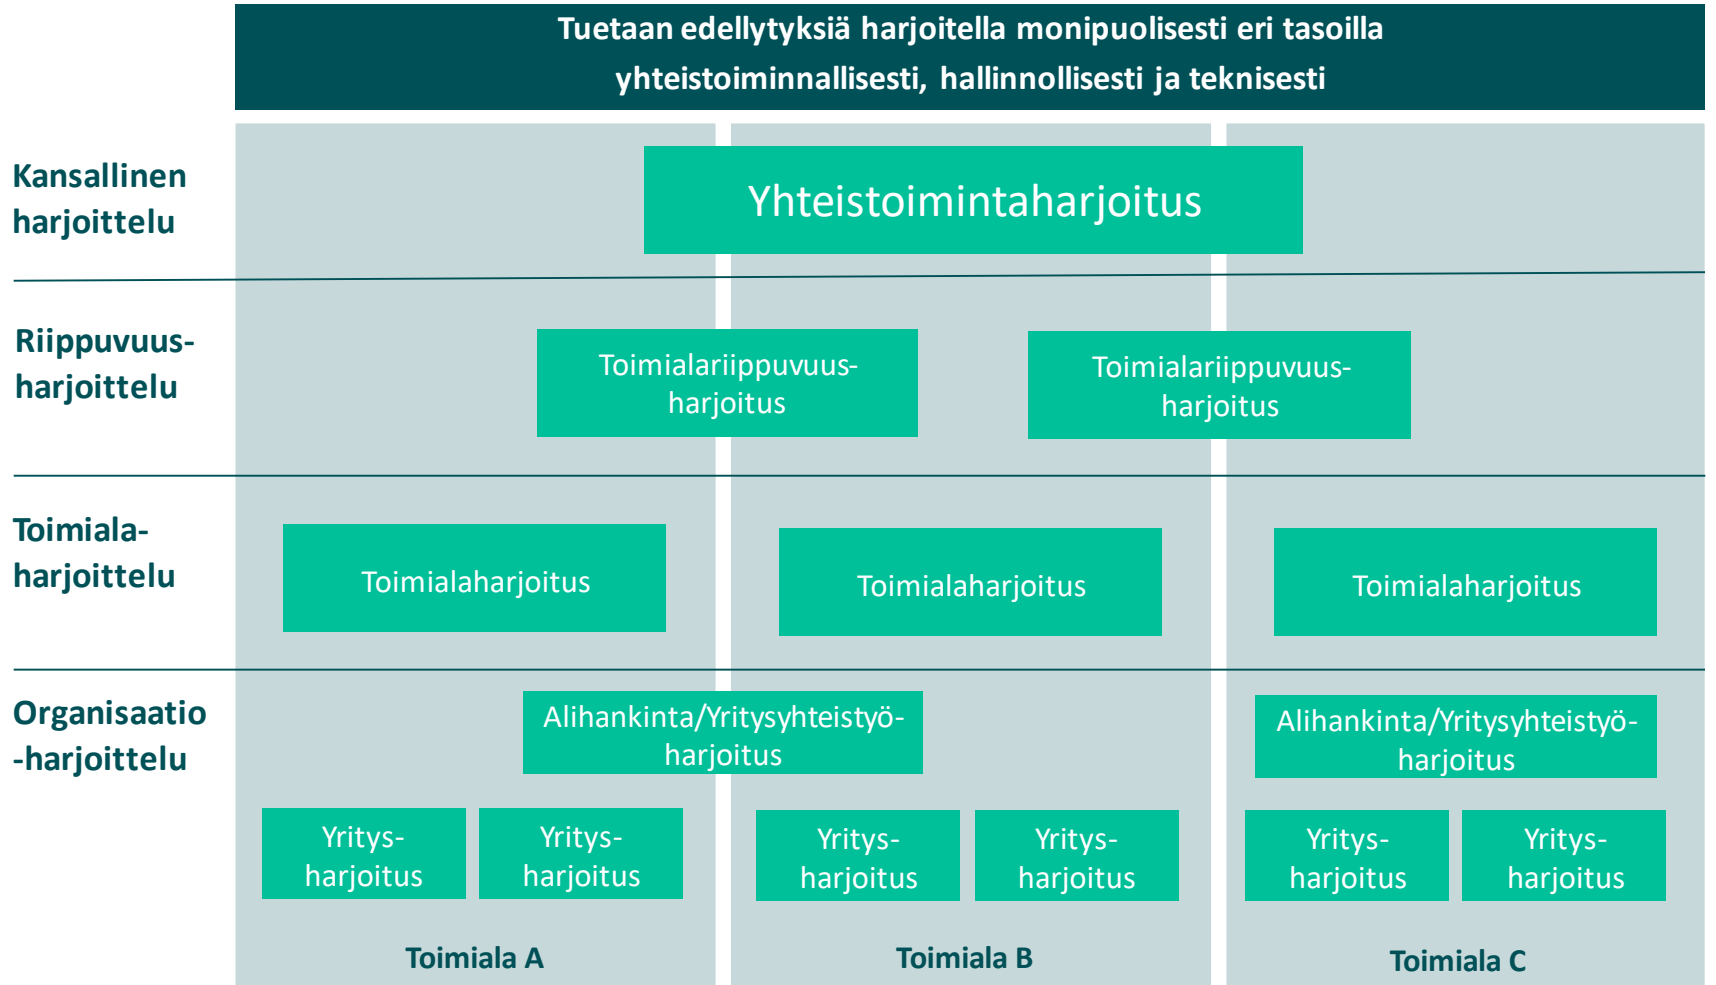 Tuetaan edellytyksiä harjoitella monipuolisesti eri tasoilla
yhteistoiminnallisesti, hallinnollisesti ja teknisesti
Kansallinen
harjoittelu
Yhteistoimintaharjoitus
Riippuvuus-
harjoittelu
Toimialariippuvuus-
harjoitus
Toimialariippuvuus-
harjoitus
Toimiala-
harjoittelu
Toimialaharjoitus
Toimialaharjoitus
Toimialaharjoitus
Organisaatio
-harjoittelu
Alihankinta/Yritysyhteistyö-
harjoitus
Alihankinta/Yritysyhteistyö-
harjoitus
Yritys-
harjoitus
Yritys-
harjoitus
Yritys-
harjoitus
Yritys-
harjoitus
Yritys-
harjoitus
Yritys-
harjoitus
Toimiala A
Toimiala B
Toimiala C